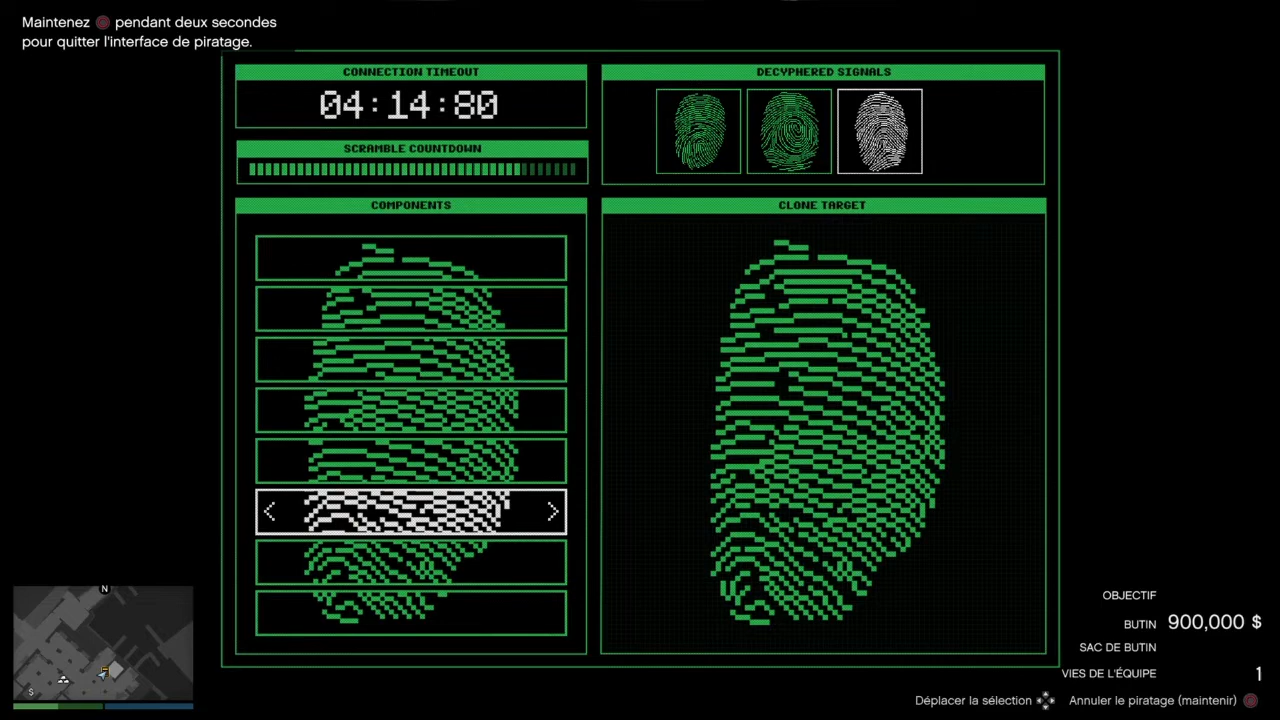 Maintenez pendant deux secondes
pour quitter l'interface de piratage.
CONNECTION TIMEOUT
04:14:80
SCRAMBLE COUNTDOWN
DECYPHERED SIGNALS
COMPONENTS
CLONE TARGET
N
$
OBJECTIF
BUTIN 900,000 $
SAC DE BUTIN
VIES DE L'ÉQUIPE 1
Déplacer la sélection Annuler le piratage (maintenir)